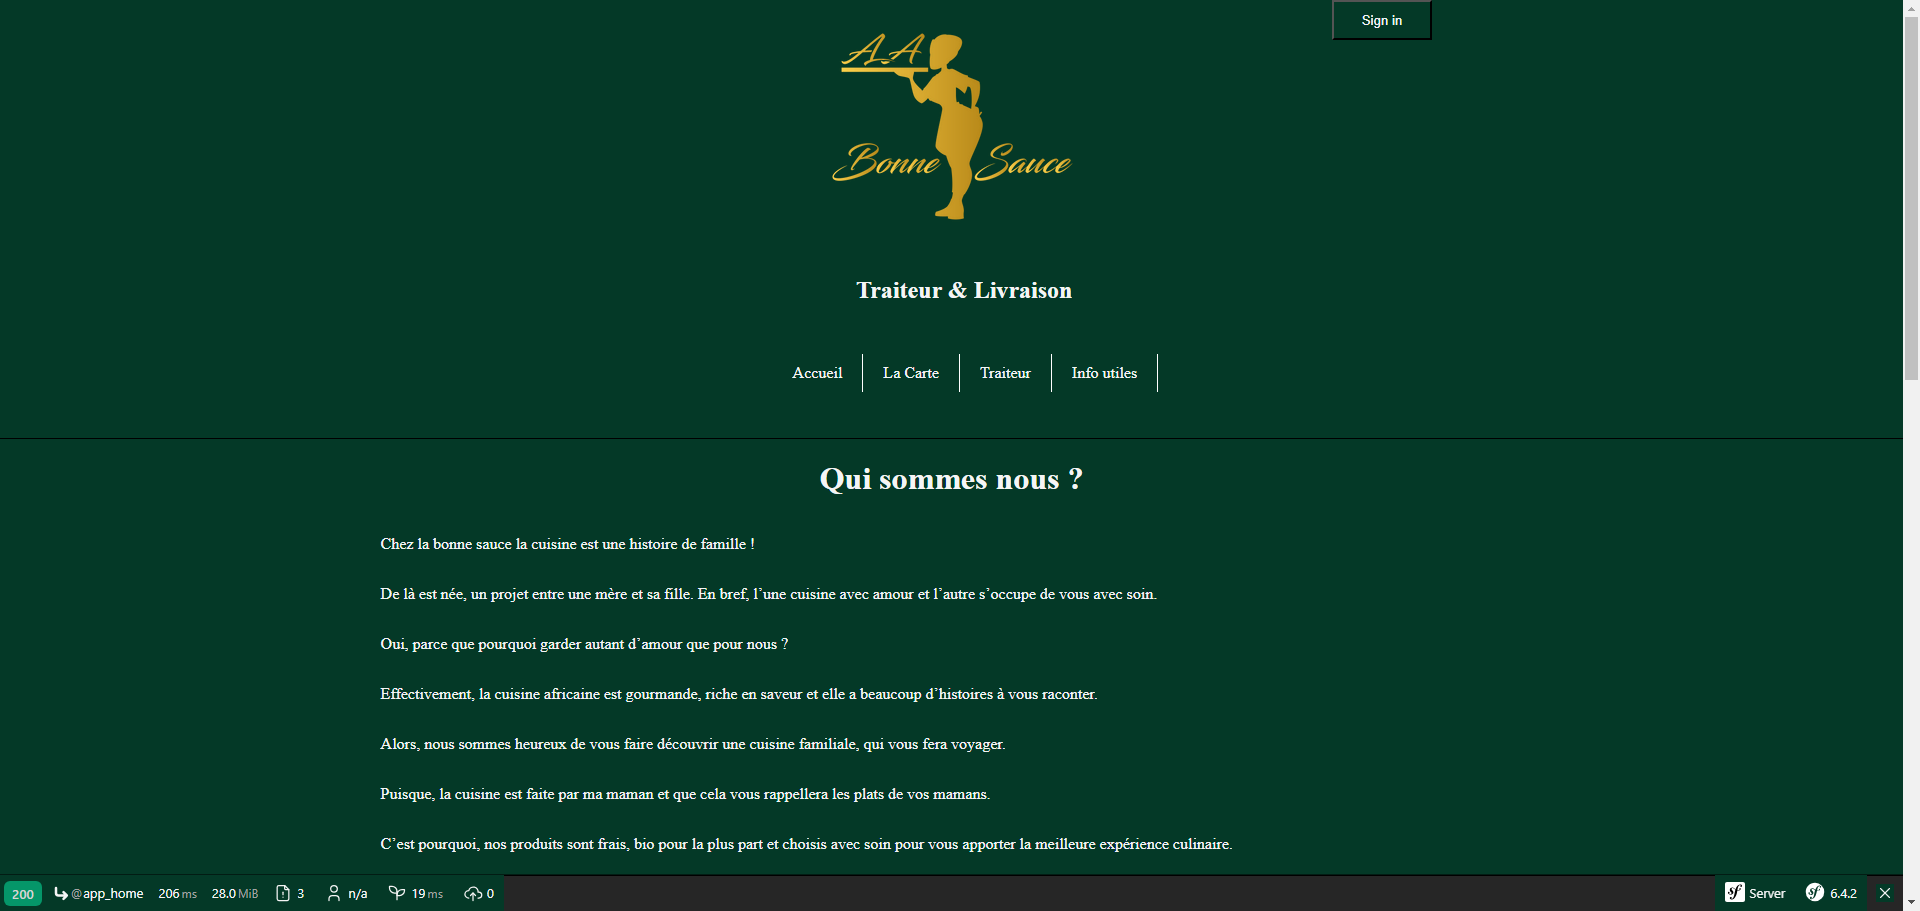 Sign in
AA
Bonne Sauce
Traiteur & Livraison
Accueil La Carte Traiteur Info utiles
Qui sommes nous ?
Chez la bonne sauce la cuisine est une histoire de famille !
De là est née, un projet entre une mère et sa fille. En bref, l’une cuisine avec amour et l’autre s’occupe de vous avec soin.
Oui, parce que pourquoi garder autant d’amour que pour nous ?
Effectivement, la cuisine africaine est gourmande, riche en saveur et elle a beaucoup d’histoires à vous raconter.
Alors, nous sommes heureux de vous faire découvrir une cuisine familiale, qui vous fera voyager.
Puisque, la cuisine est faite par ma maman et que cela vous rappellera les plats de vos mamans.
C’est pourquoi, nos produits sont frais, bio pour la plus part et choisis avec soin pour vous apporter la meilleure expérience culinaire.
200 @app_home 206 ms 28.0 MiB 3 n/a 19 ms 0 sf Server sf 6.4.2